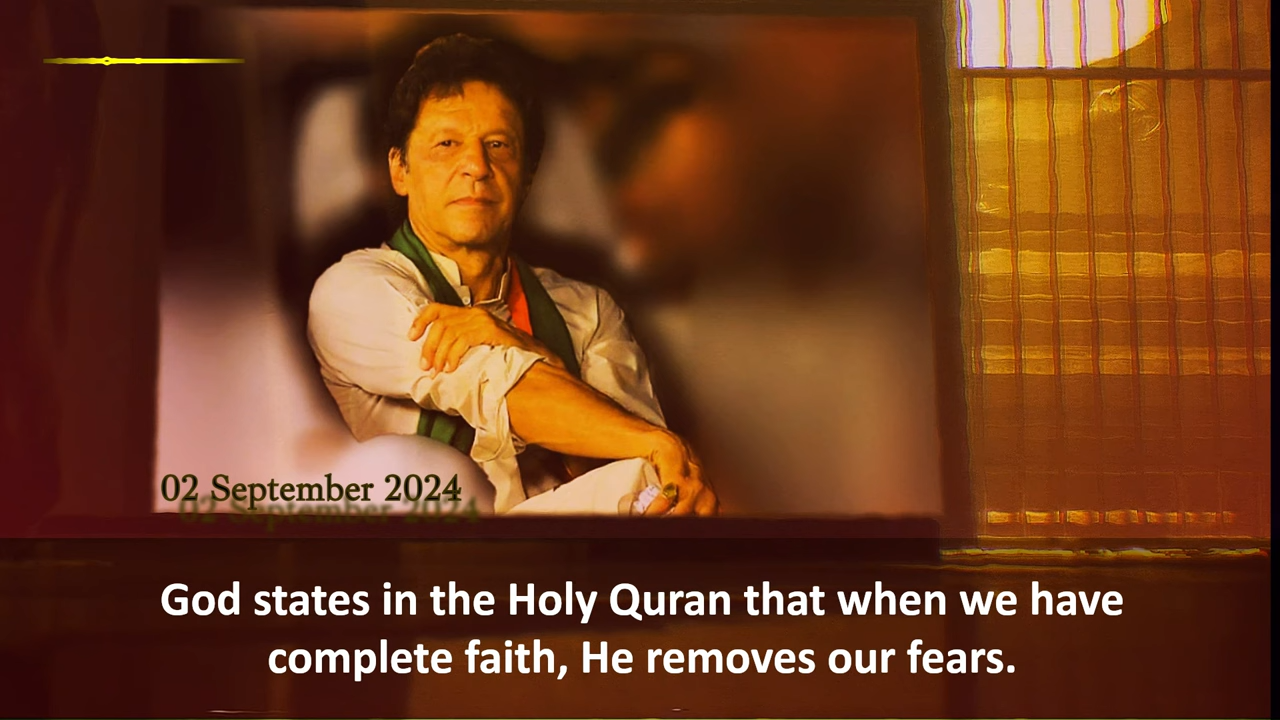 02 September 2024
God states in the Holy Quran that when we have
complete faith, He removes our fears.